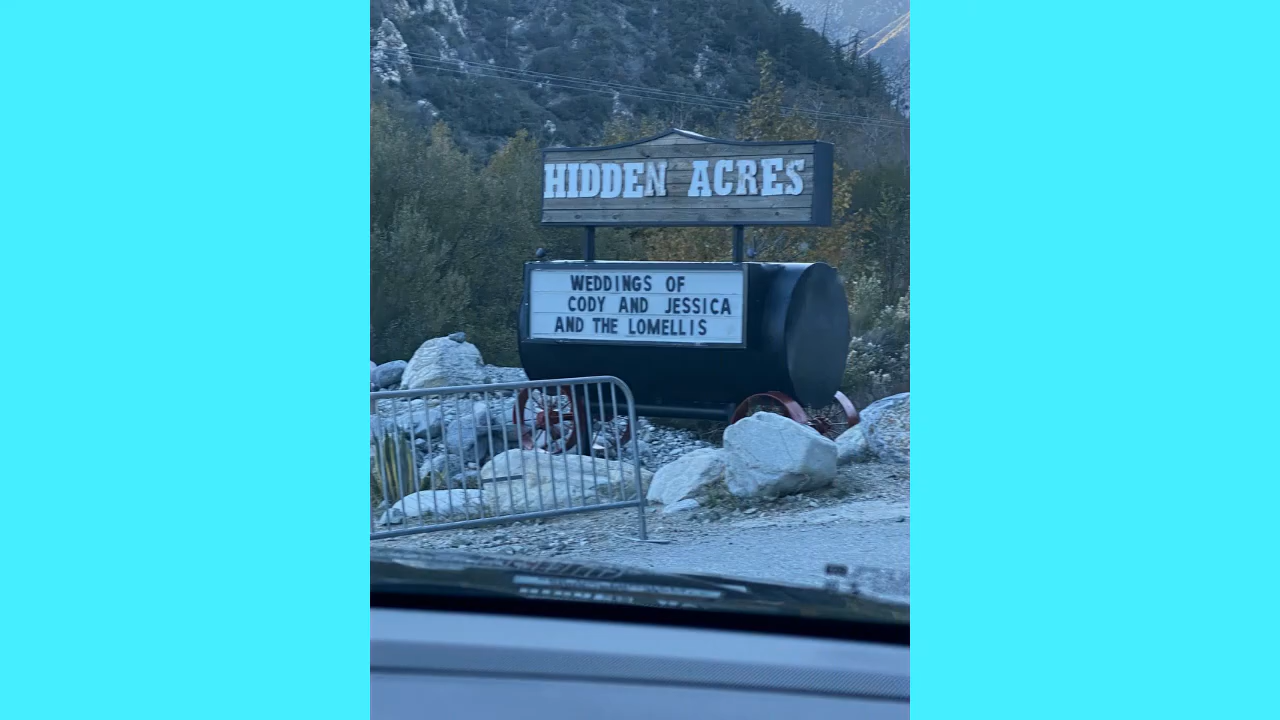 HIDDEN ACRES
WEDDINGS OF
CODY AND JESSICA
AND THE LOMELLIS